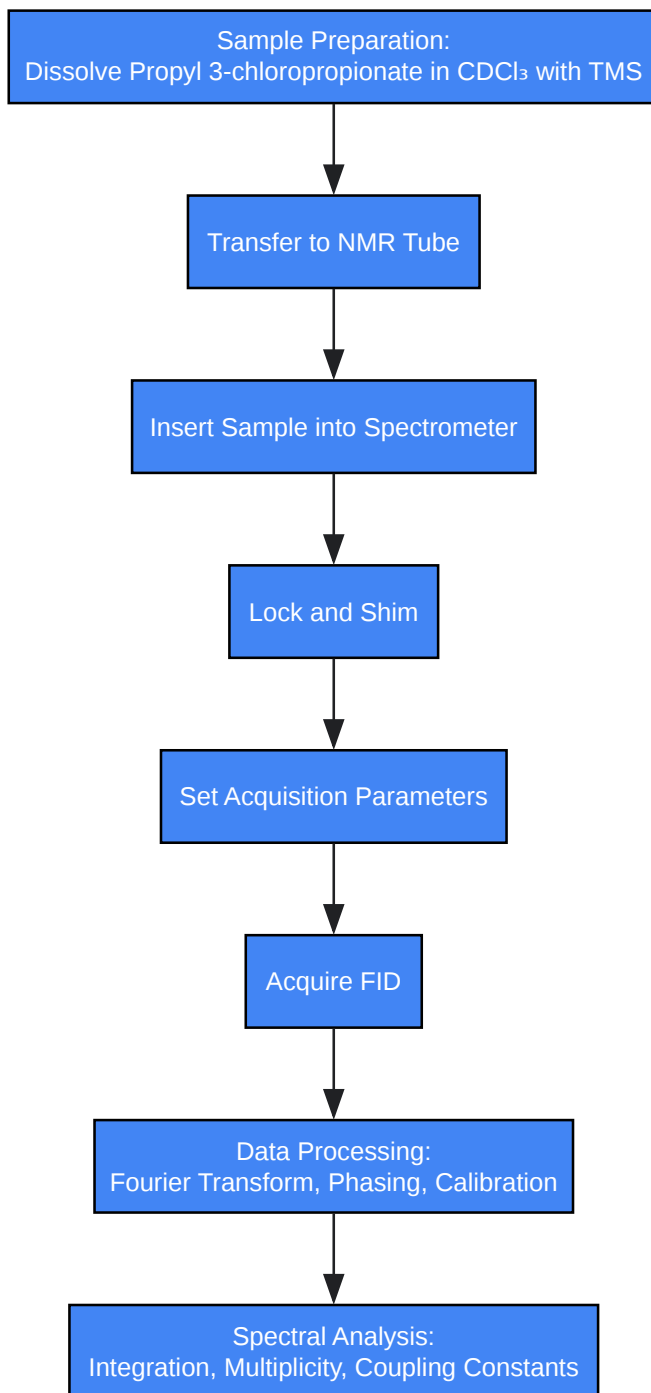 Sample Preparation:
Dissolve Propyl 3-chloropropionate in CDCl₃ with TMS
Transfer to NMR Tube
Insert Sample into Spectrometer
Lock and Shim
Set Acquisition Parameters
Acquire FID
Data Processing:
Fourier Transform, Phasing, Calibration
Spectral Analysis:
Integration, Multiplicity, Coupling Constants